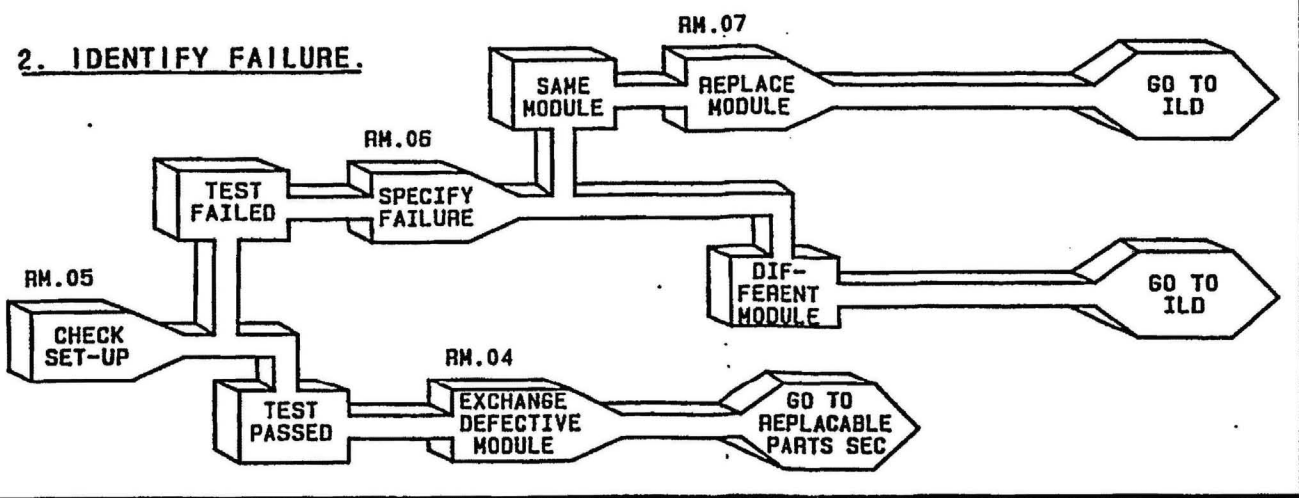 2. IDENTIFY FAILURE.
RM.07
SAME
MODULE
REPLACE
MODULE
GO TO
ILD
RM.06
TEST
FAILED
SPECIFY
FAILURE
DIF-
FERENT
MODULE
GO TO
ILD
RM.05
CHECK
SET-UP
RM.04
TEST
PASSED
EXCHANGE
DEFECTIVE
MODULE
GO TO
REPLACABLE
PARTS SEC